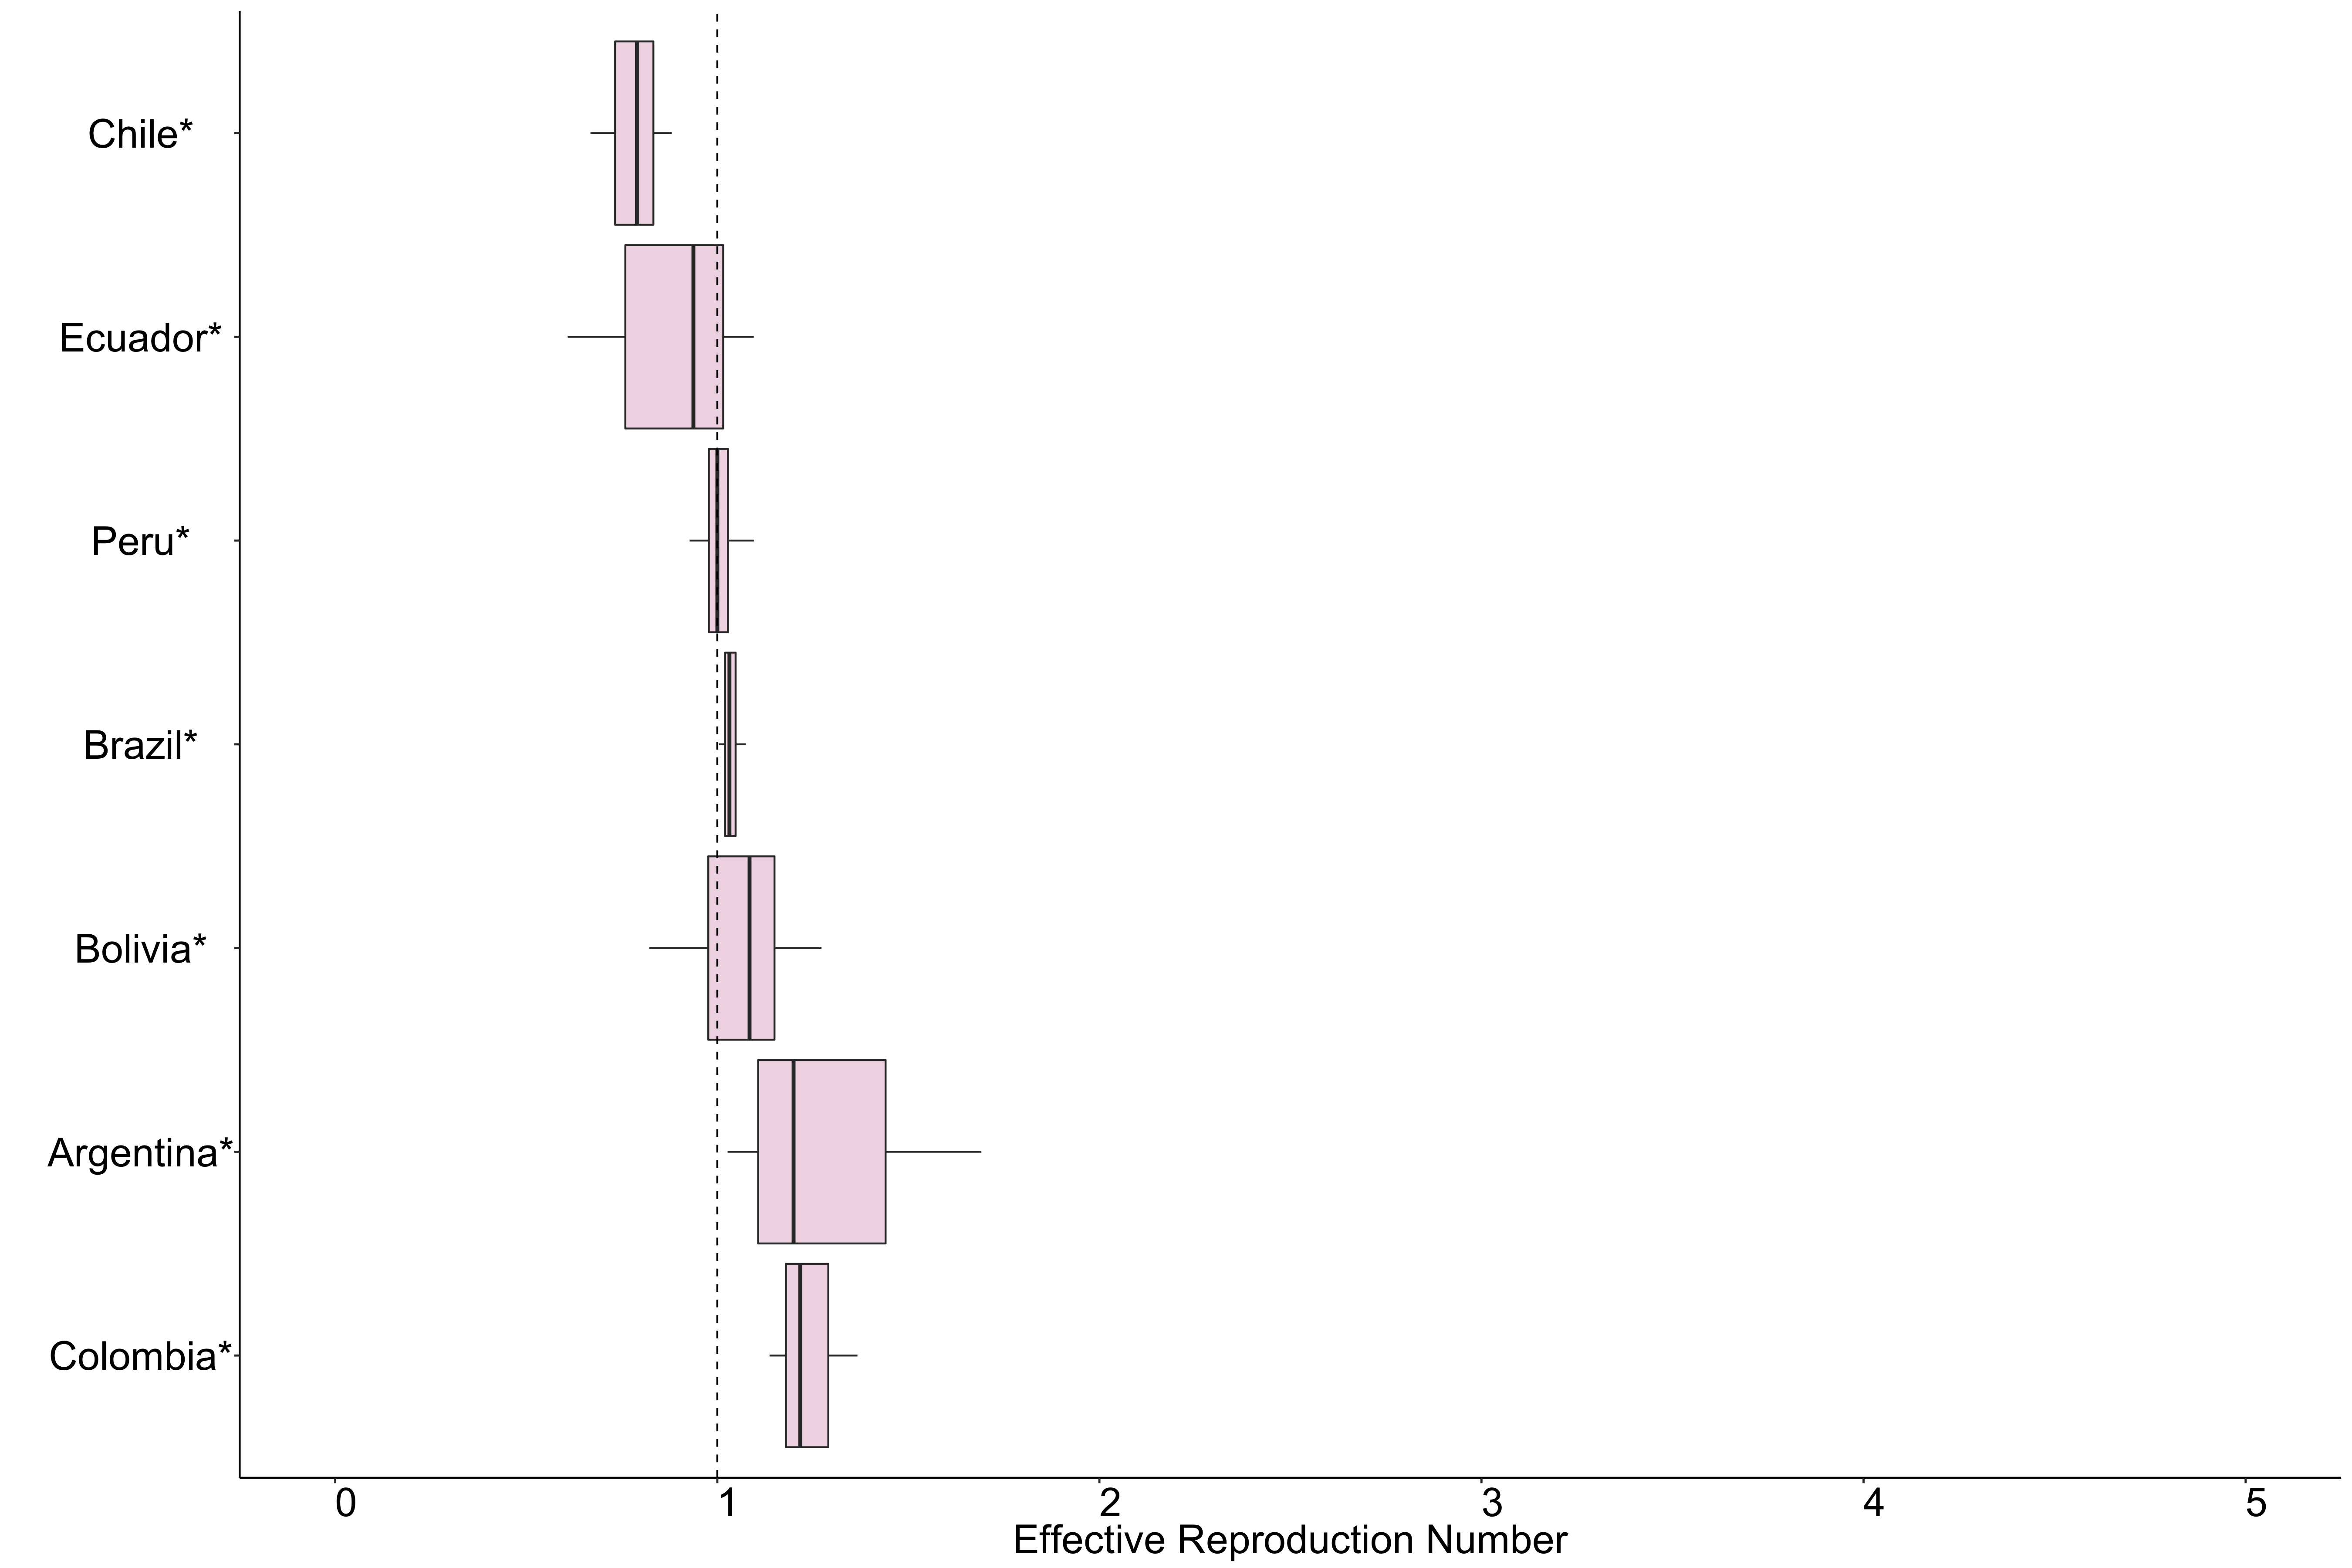 Chile*
Ecuador*
Peru*
Brazil*
Bolivia*
Argentina*
Colombia*
0 1 2 3 4 5
Effective Reproduction Number